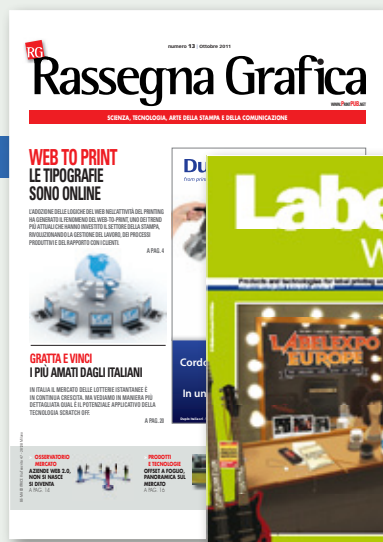 RG
numero 13 | Ottobre 2011
Rassegna Grafica
www.PrintPUB.net
SCIENZA, TECNOLOGIA, ARTE DELLA STAMPA E DELLA COMUNICAZIONE
WEB TO PRINT
LE TIPOGRAFIE
SONO ONLINE
L'ADOZIONE DELLE LOGICHE DEL WEB NELL'ATTIVITÀ DEL PRINTING
HA GENERATO IL FENOMENO DEL WEB-TO-PRINT, UNO DEI TREND
PIÙ ATTUALI CHE HANNO INVESTITO IL SETTORE DELLA STAMPA,
RIVOLUZIONANDO LA GESTIONE DEL LAVORO, DEI PROCESSI
PRODUTTIVI E DEL RAPPORTO CON I CLIENTI.
A PAG. 4
GRATTA E VINCI
I PIÙ AMATI DAGLI ITALIANI
IN ITALIA IL MERCATO DELLE LOTTERIE ISTANTANEE È
IN CONTINUA CRESCITA. MA VEDIAMO IN MANIERA PIÙ
DETTAGLIATA QUAL È IL POTENZIALE APPLICATIVO DELLA
TECNOLOGIA SCRATCH OFF.
A PAG. 28
OSSERVATORIO
MERCATO
AZIENDE WEB 2.0,
NON SI NASCE
SI DIVENTA
A PAG. 14
PRODOTTI
E TECNOLOGIE
OFFSET A FOGLIO,
PANORAMICA SUL
MERCATO
A PAG. 16
Du
from prin
Cordo
In un
Labe
W
Products and technologies for label printing an
LABELEXPO
EUROPE